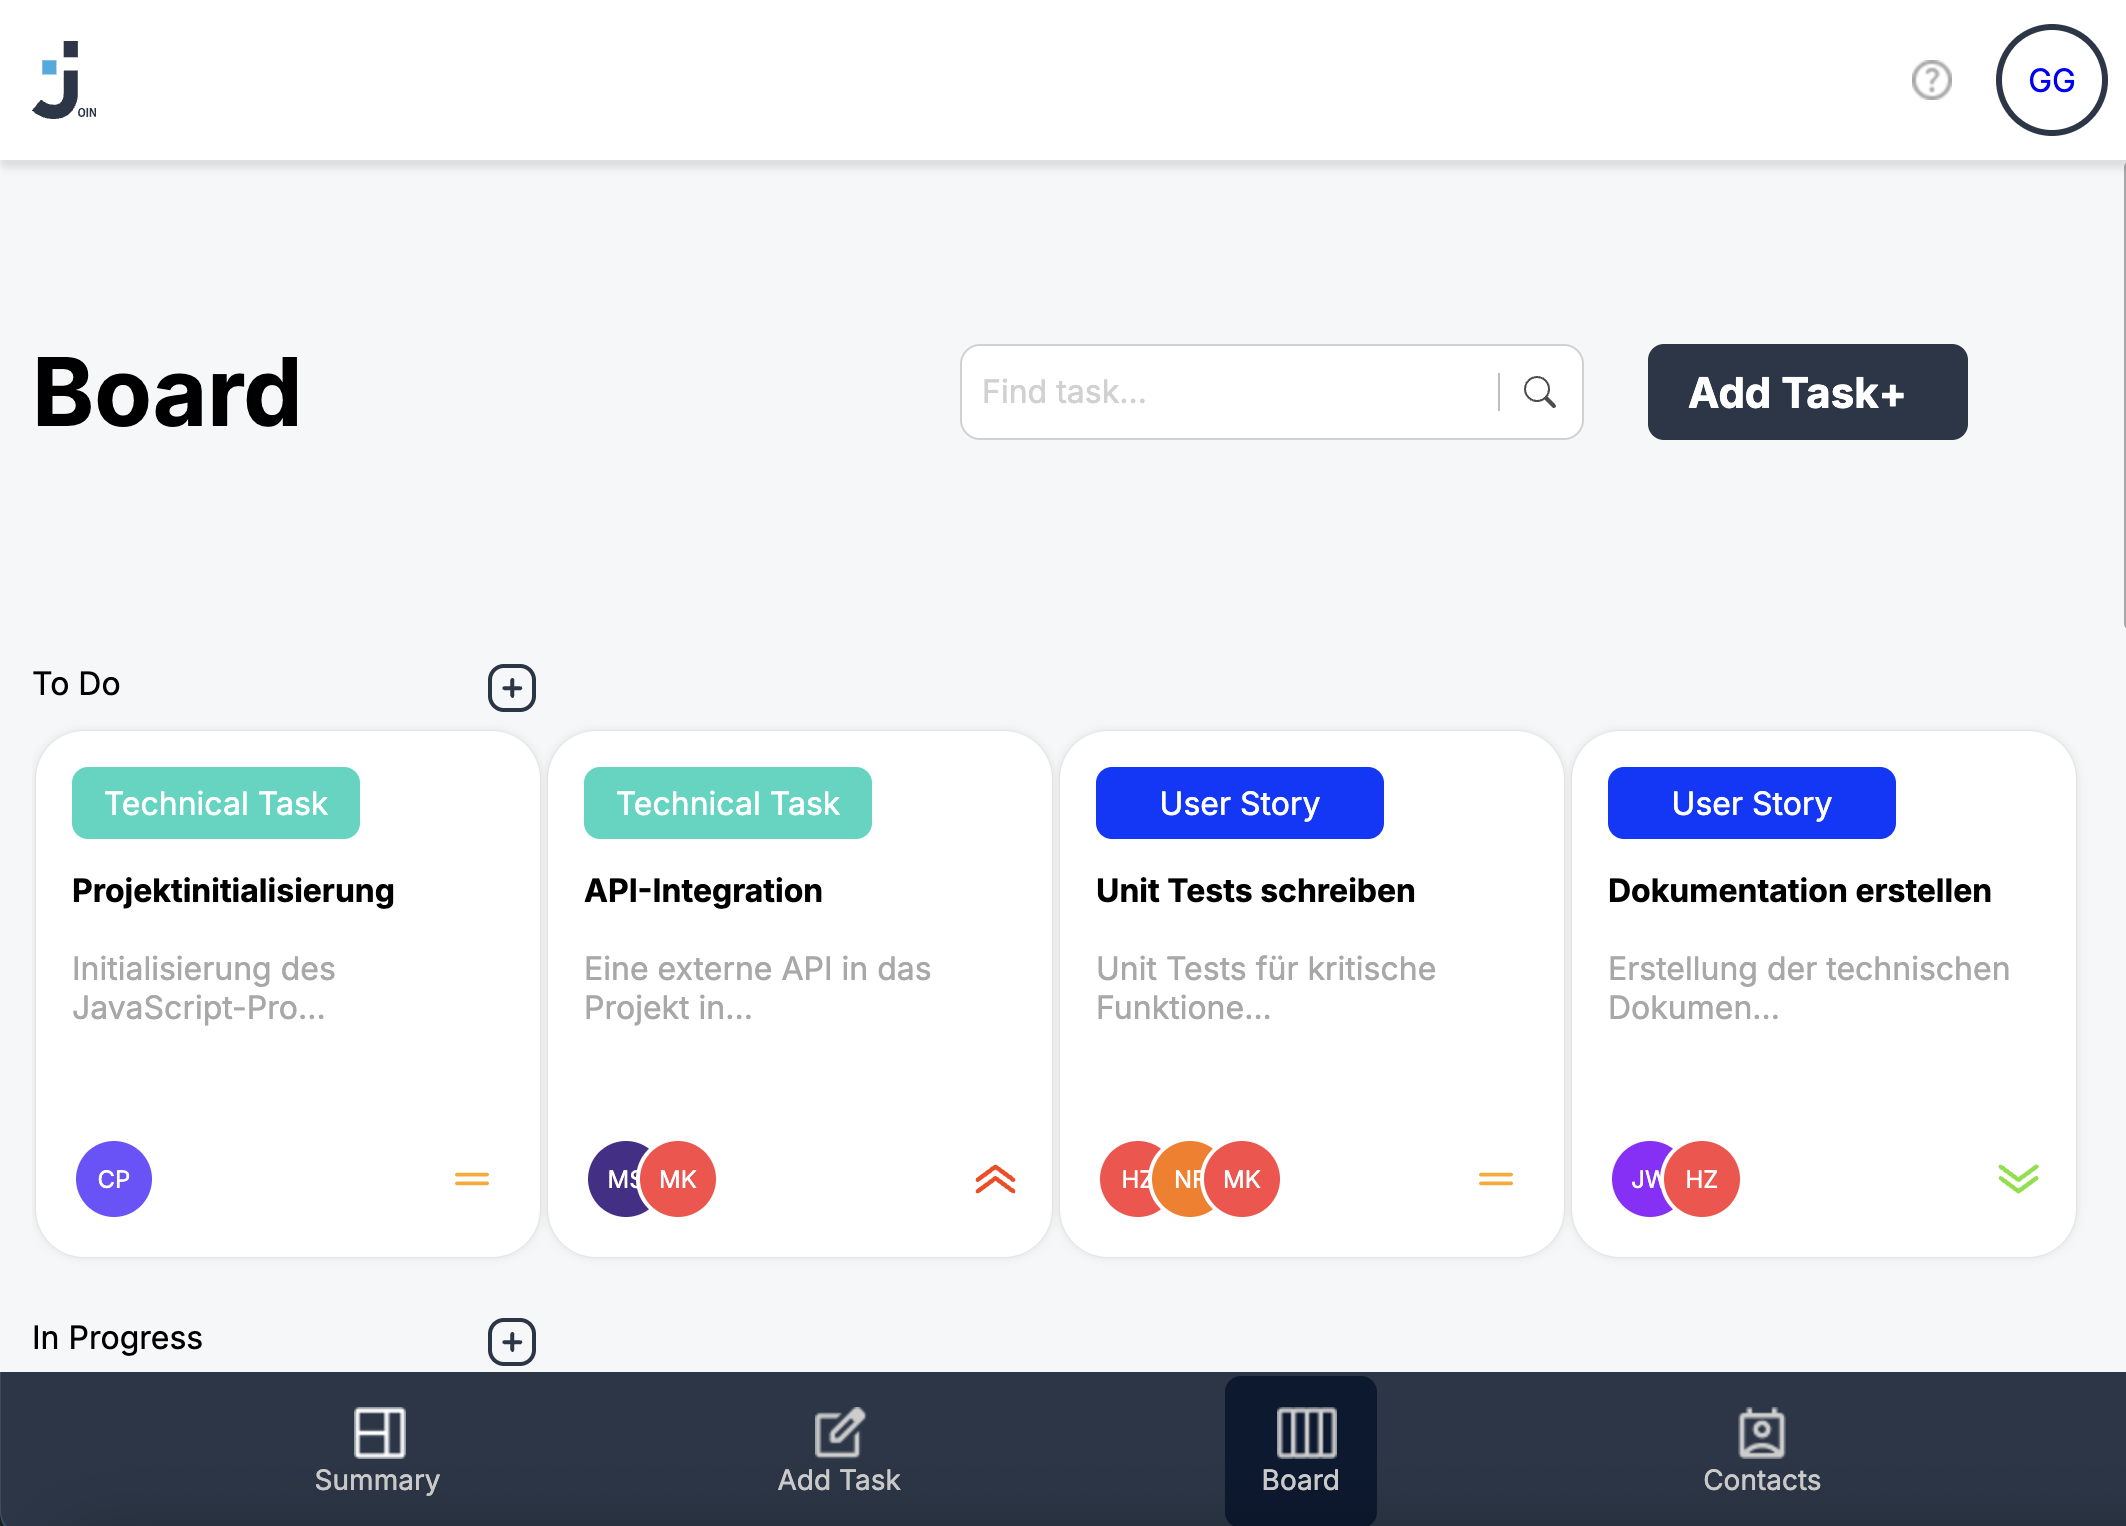 OIN
GG
Board
Find task...
Add Task+
To Do
Technical Task
Projektinitialisierung
Initialisierung des
JavaScript-Pro...
CP
Technical Task
API-Integration
Eine externe API in das
Projekt in...
MS MK
User Story
Unit Tests schreiben
Unit Tests für kritische
Funktione...
HZ MK
User Story
Dokumentation erstellen
Erstellung der technischen
Dokumen...
JW HZ
In Progress
Summary
Add Task
Board
Contacts